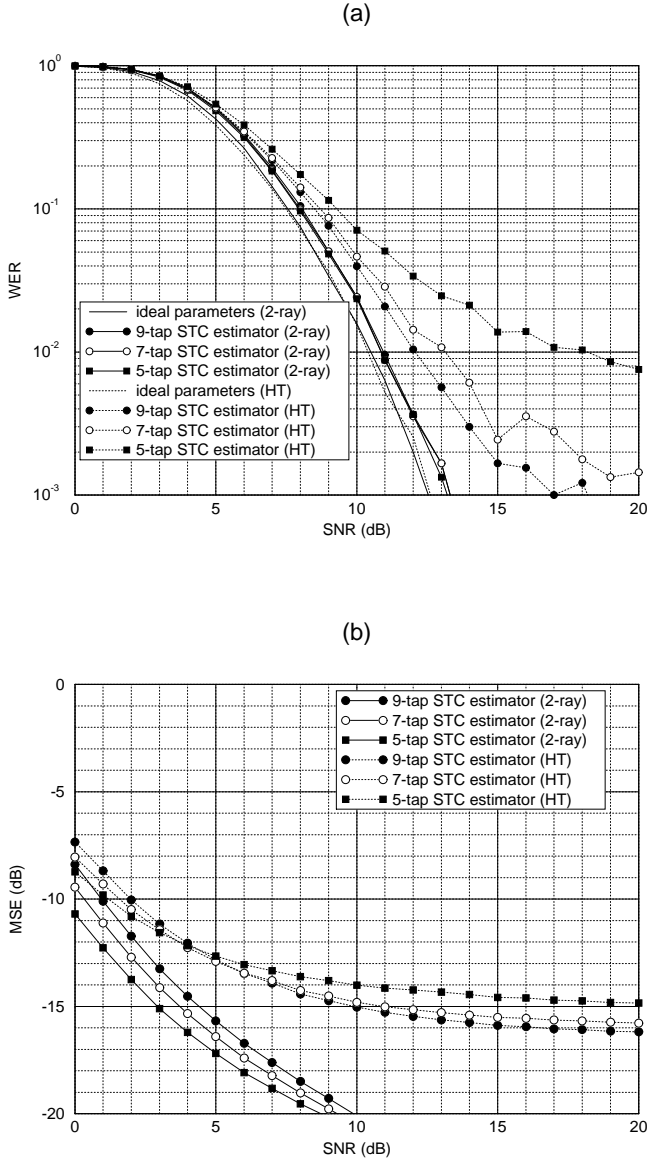 (a)
10^0
10^-1
10^-2
10^-3
WER
ideal parameters (2-ray)
9-tap STC estimator (2-ray)
7-tap STC estimator (2-ray)
5-tap STC estimator (2-ray)
ideal parameters (HT)
9-tap STC estimator (HT)
7-tap STC estimator (HT)
5-tap STC estimator (HT)
0 5 10 15 20
SNR (dB)
(b)
0
-5
-10
-15
-20
MSE (dB)
9-tap STC estimator (2-ray)
7-tap STC estimator (2-ray)
5-tap STC estimator (2-ray)
9-tap STC estimator (HT)
7-tap STC estimator (HT)
5-tap STC estimator (HT)
0 5 10 15 20
SNR (dB)